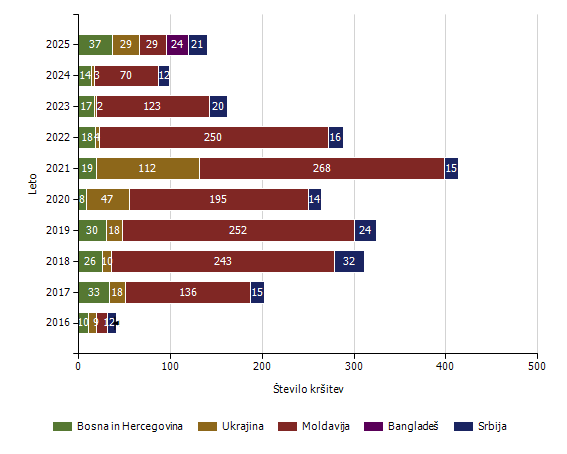 2025 37 29 29 24 21
2024 14 3 70 12
2023 17 2 123 20
2022 18 4 250 16
2021 19 112 268 15
2020 8 47 195 14
2019 30 18 252 24
2018 26 10 243 32
2017 33 18 136 15
2016 10 9 12
Leto
0 100 200 300 400 500
Število kršitev
Bosna in Hercegovina Ukrajina Moldavija Bangladeš Srbija